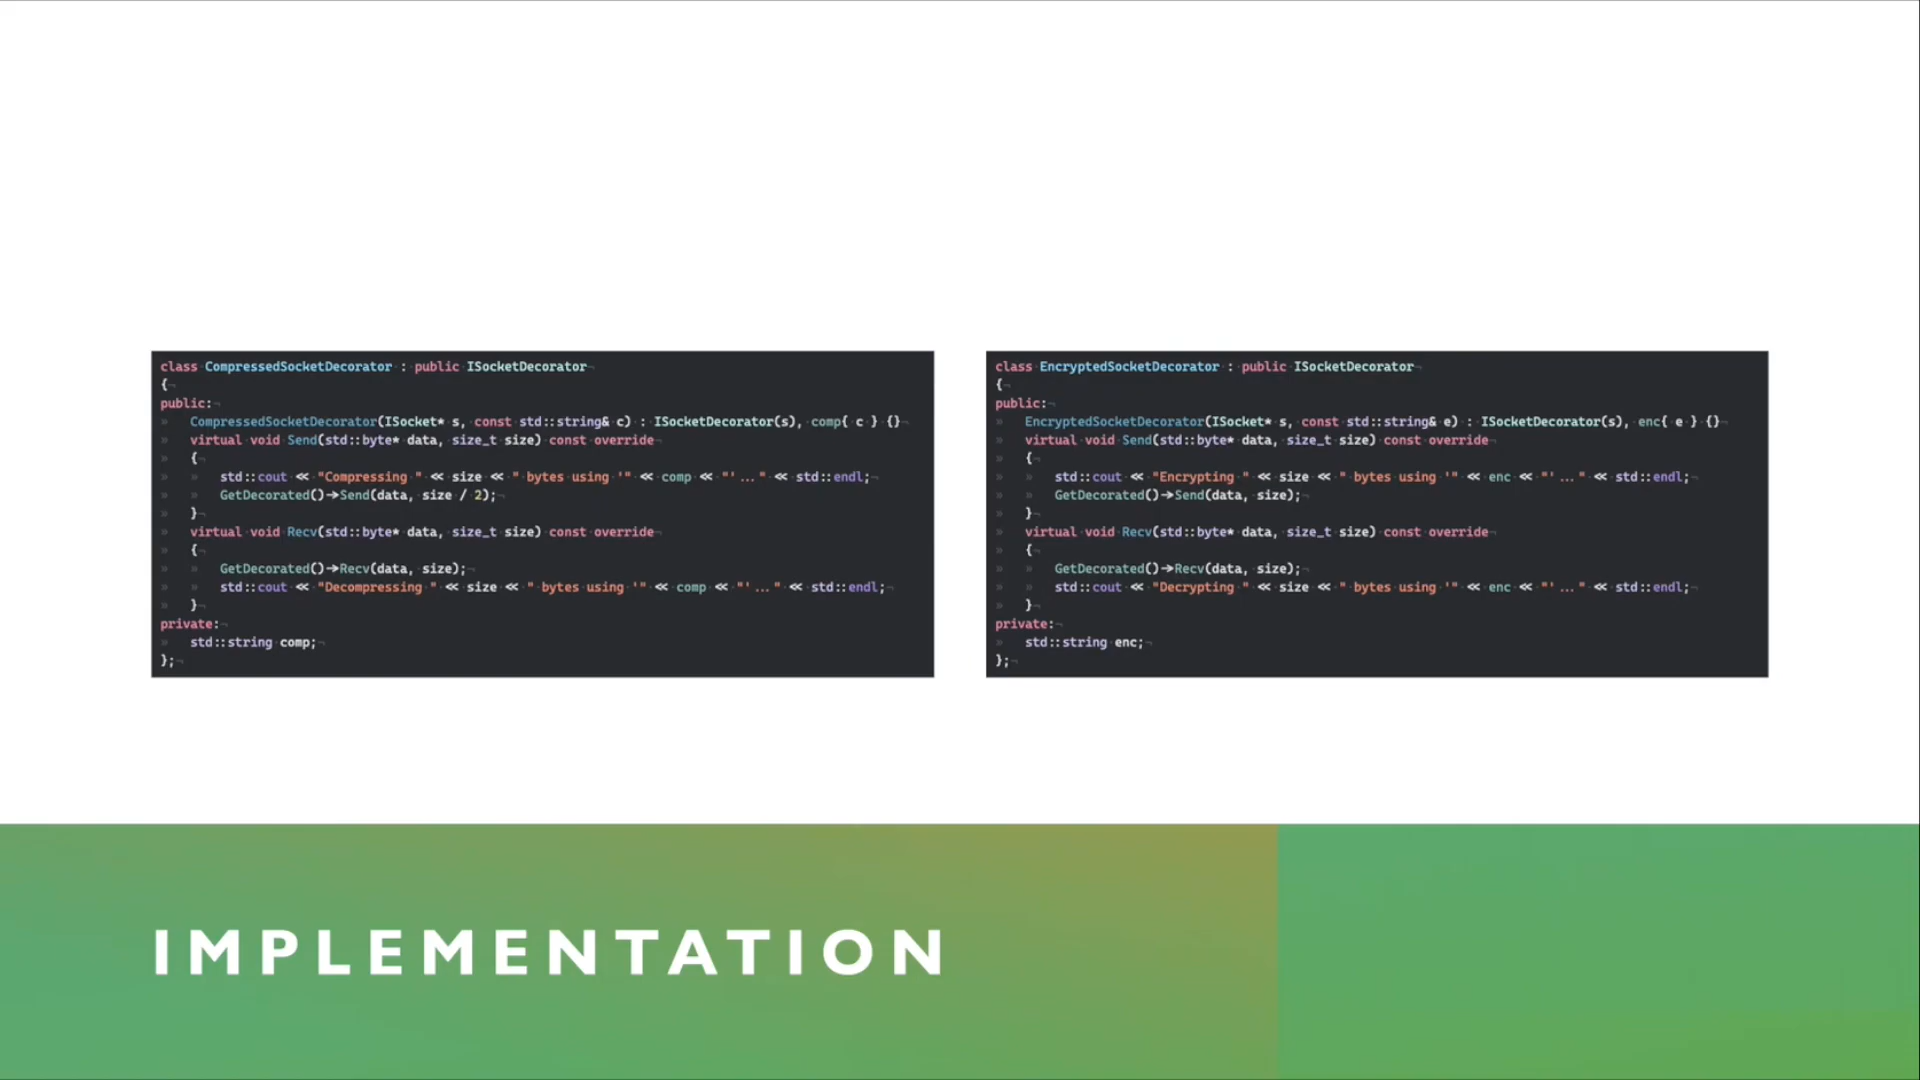 class CompressedSocketDecorator : public ISocketDecorator
{
public:
    CompressedSocketDecorator(ISocket* s, const std::string& c) : ISocketDecorator(s), comp{ c } {}
    virtual void Send(std::byte* data, size_t size) const override
    {
        std::cout << "Compressing " << size << " bytes using '" << comp << "'..." << std::endl;
        GetDecorated()->Send(data, size / 2);
    }
    virtual void Recv(std::byte* data, size_t size) const override
    {
        GetDecorated()->Recv(data, size);
        std::cout << "Decompressing " << size << " bytes using '" << comp << "'..." << std::endl;
    }
private:
    std::string comp;
};
class EncryptedSocketDecorator : public ISocketDecorator
{
public:
    EncryptedSocketDecorator(ISocket* s, const std::string& e) : ISocketDecorator(s), enc{ e } {}
    virtual void Send(std::byte* data, size_t size) const override
    {
        std::cout << "Encrypting " << size << " bytes using '" << enc << "'..." << std::endl;
        GetDecorated()->Send(data, size);
    }
    virtual void Recv(std::byte* data, size_t size) const override
    {
        GetDecorated()->Recv(data, size);
        std::cout << "Decrypting " << size << " bytes using '" << enc << "'..." << std::endl;
    }
private:
    std::string enc;
};
IMPLEMENTATION